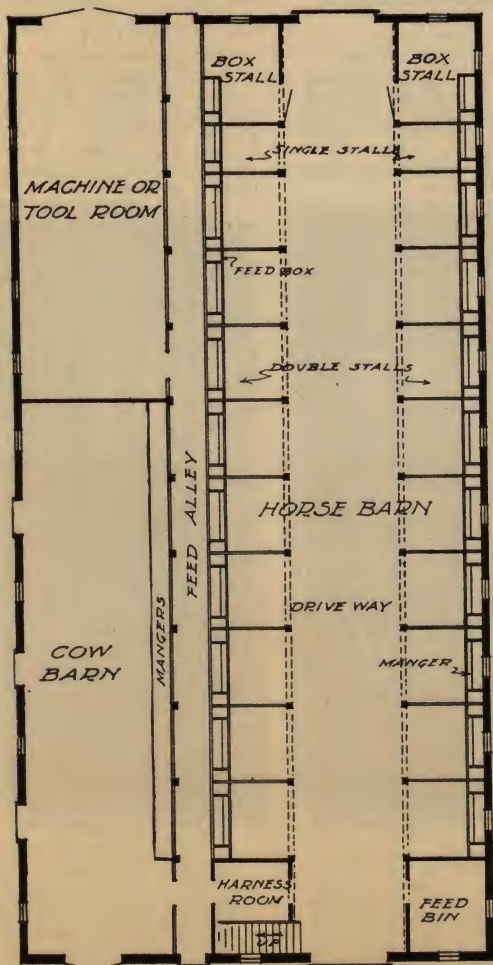 BOX
STALL
BOX
STALL
SINGLE STALLS
MACHINE OR
TOOL ROOM
FEED BOX
DOUBLE STALLS
FEED ALLEY
HORSE BARN
MANGERS
DRIVE WAY
COW
BARN
MANGER
HARNESS
ROOM
FEED
BIN
UP